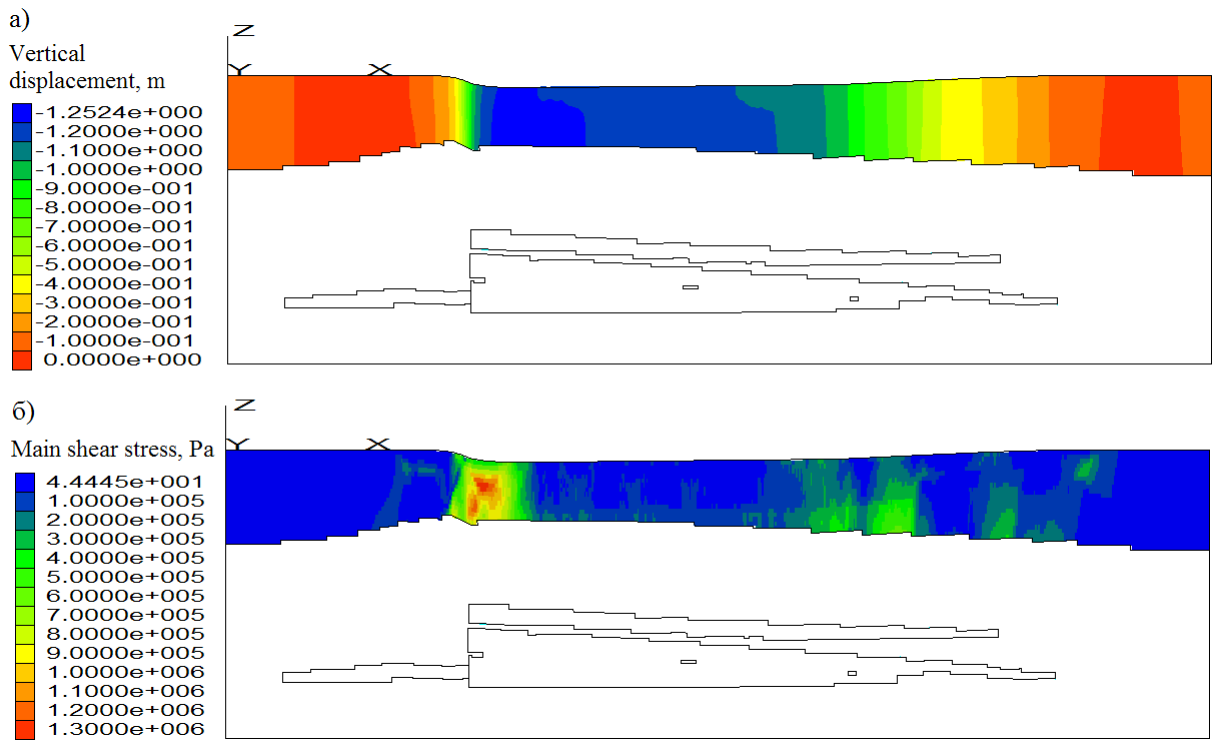 а)
Z
Vertical
displacement, m
Y
X
-1.2524e+000
-1.2000e+000
-1.1000e+000
-1.0000e+000
-9.0000e-001
-8.0000e-001
-7.0000e-001
-6.0000e-001
-5.0000e-001
-4.0000e-001
-3.0000e-001
-2.0000e-001
-1.0000e-001
0.0000e+000
б)
Z
Main shear stress, Pa
Y
X
4.4445e+001
1.0000e+005
2.0000e+005
3.0000e+005
4.0000e+005
5.0000e+005
6.0000e+005
7.0000e+005
8.0000e+005
9.0000e+005
1.0000e+006
1.1000e+006
1.2000e+006
1.3000e+006